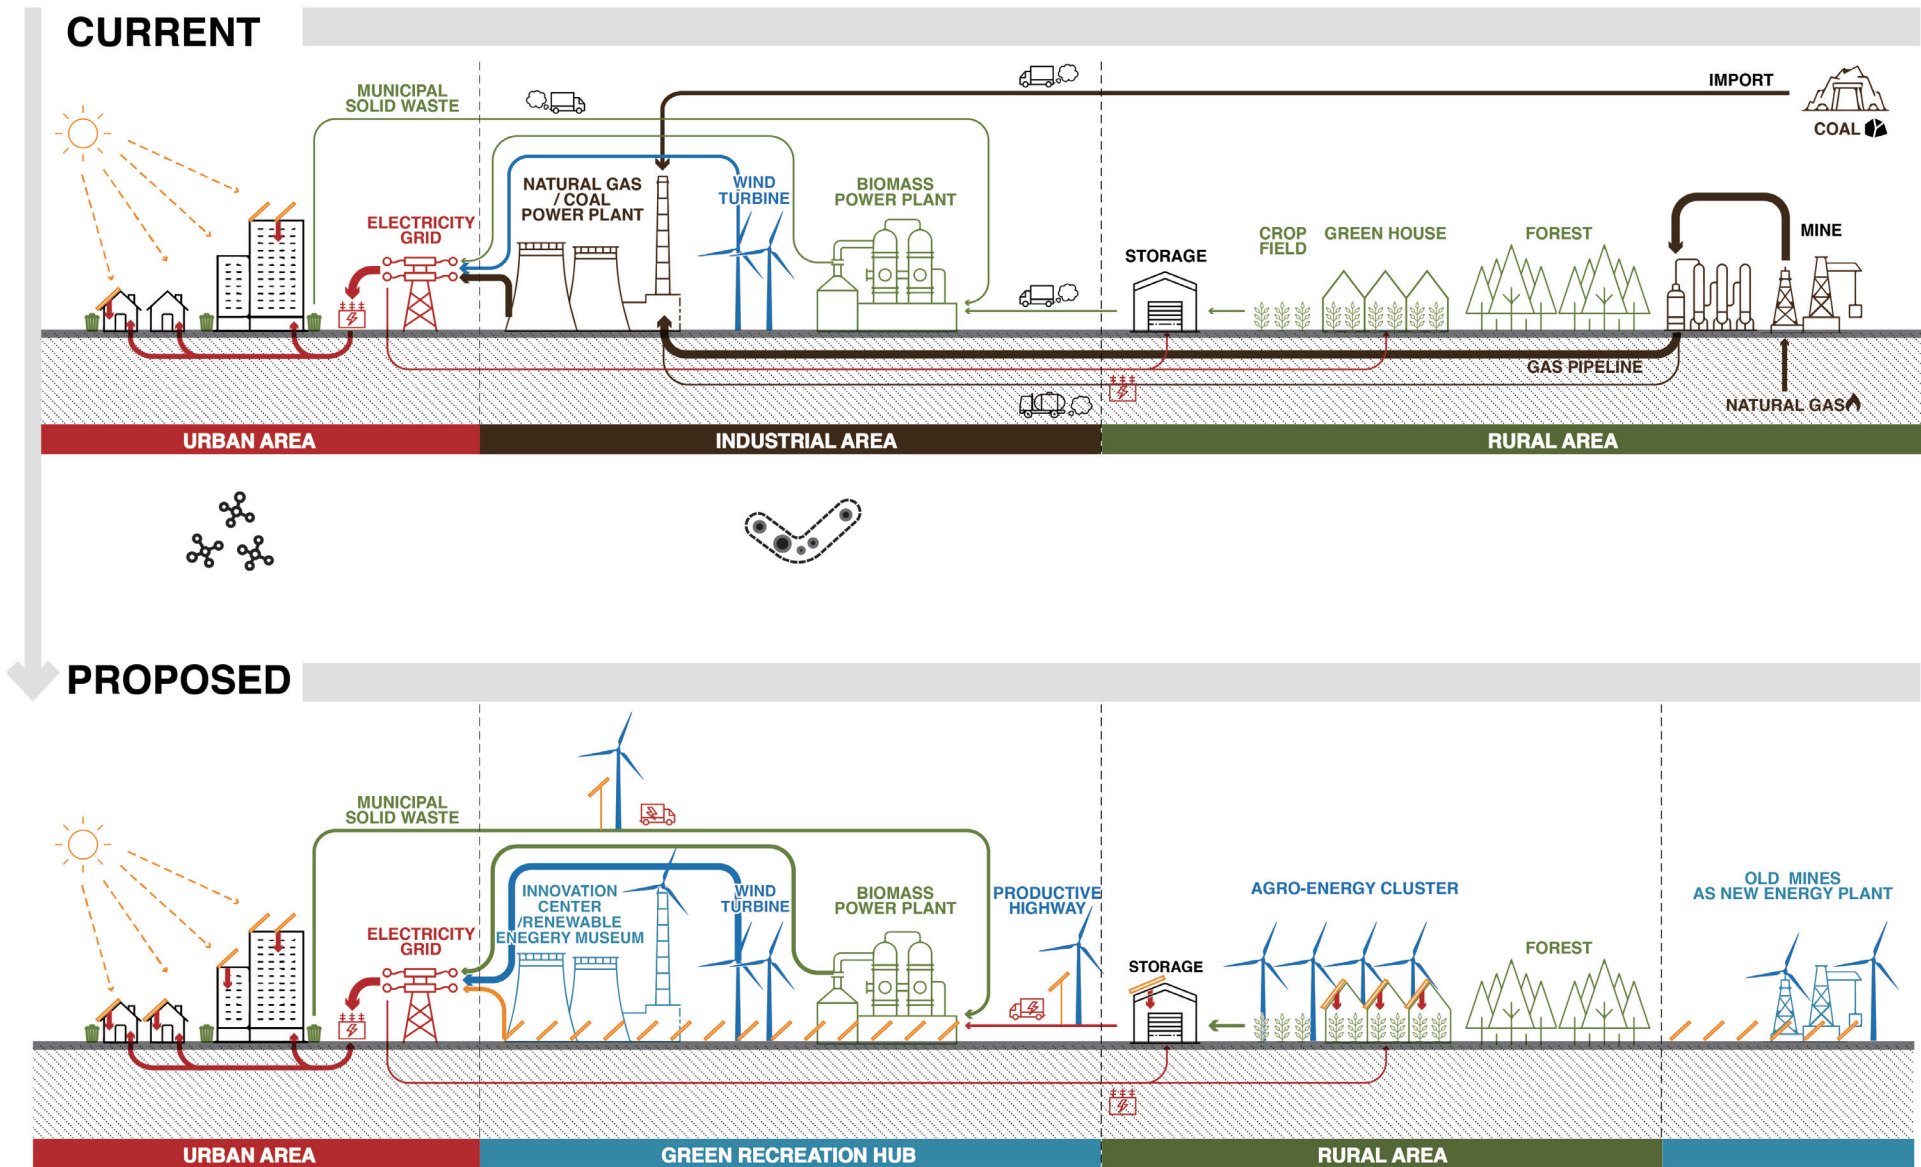 CURRENT
MUNICIPAL
SOLID WASTE
IMPORT
COAL
NATURAL GAS
/ COAL
POWER PLANT
WIND
TURBINE
BIOMASS
POWER PLANT
ELECTRICITY
GRID
STORAGE
CROP
FIELD
GREEN HOUSE
FOREST
MINE
GAS PIPELINE
NATURAL GAS
URBAN AREA
INDUSTRIAL AREA
RURAL AREA
PROPOSED
MUNICIPAL
SOLID WASTE
INNOVATION
CENTER
/RENEWABLE
ENEGERY MUSEUM
WIND
TURBINE
BIOMASS
POWER PLANT
PRODUCTIVE
HIGHWAY
AGRO-ENERGY CLUSTER
OLD MINES
AS NEW ENERGY PLANT
ELECTRICITY
GRID
STORAGE
FOREST
URBAN AREA
GREEN RECREATION HUB
RURAL AREA